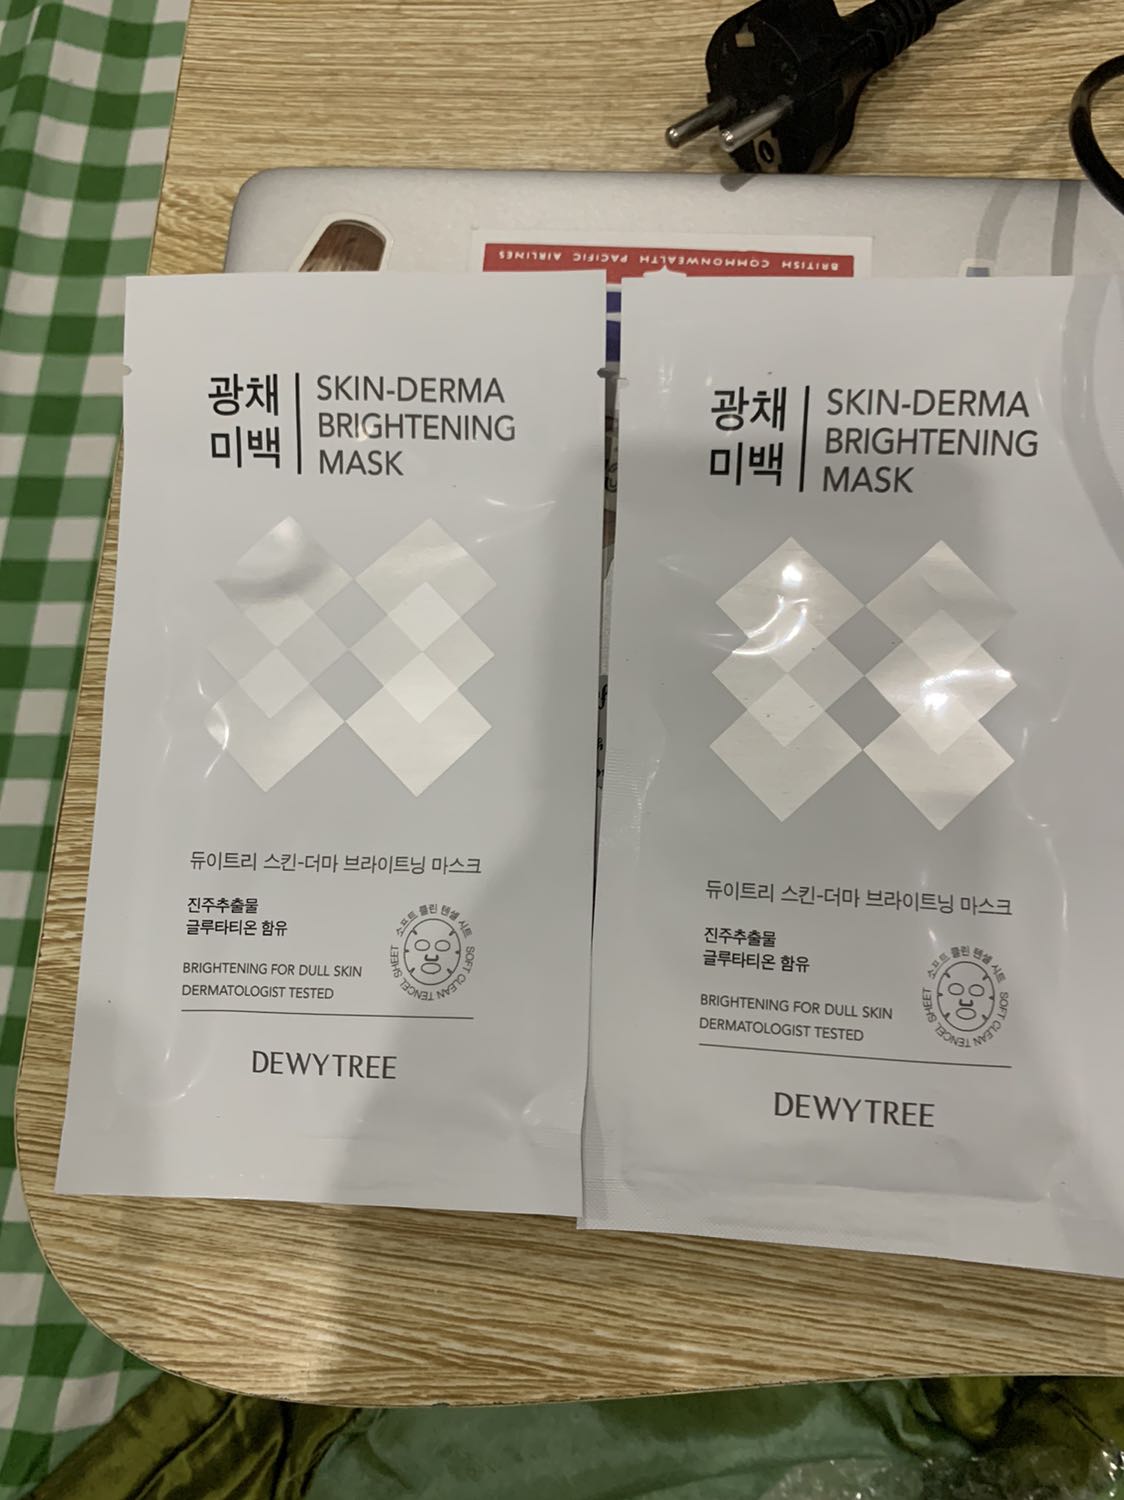 BRITISH COMMONWEALTH PACIFIC AIRLINES
광채
미백
SKIN-DERMA
BRIGHTENING
MASK
듀이트리 스킨-더마 브라이트닝 마스크
진주추출물
글루타티온 함유
BRIGHTENING FOR DULL SKIN
DERMATOLOGIST TESTED
소프트 클린 텐셀 시트
SOFT CLEAN TENCEL SHEET
DEWYTREE
광채
미백
SKIN-DERMA
BRIGHTENING
MASK
듀이트리 스킨-더마 브라이트닝 마스크
진주추출물
글루타티온 함유
BRIGHTENING FOR DULL SKIN
DERMATOLOGIST TESTED
소프트 클린 텐셀 시트
SOFT CLEAN TENCEL SHEET
DEWYTREE